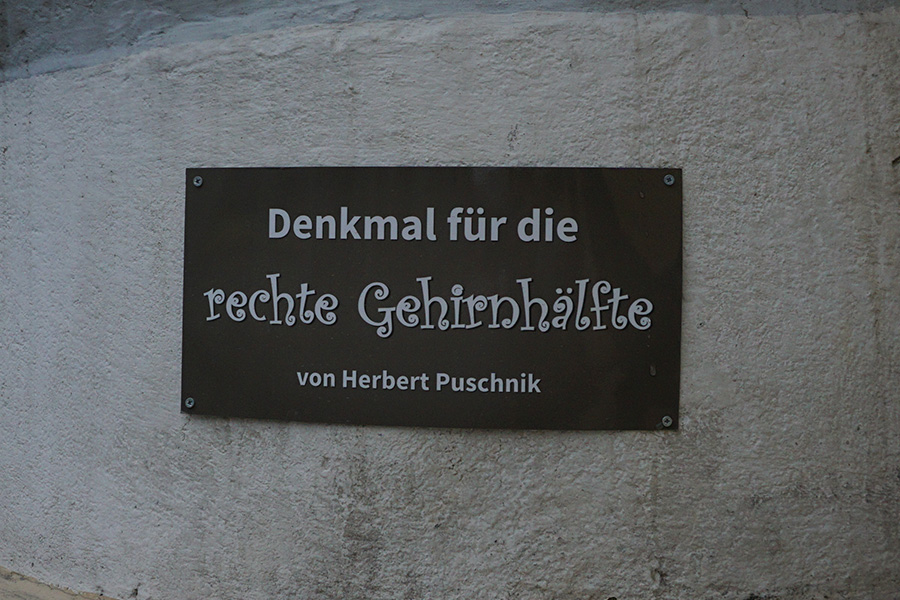 Denkmal für die
rechte Gehirnhälfte
von Herbert Puschnik